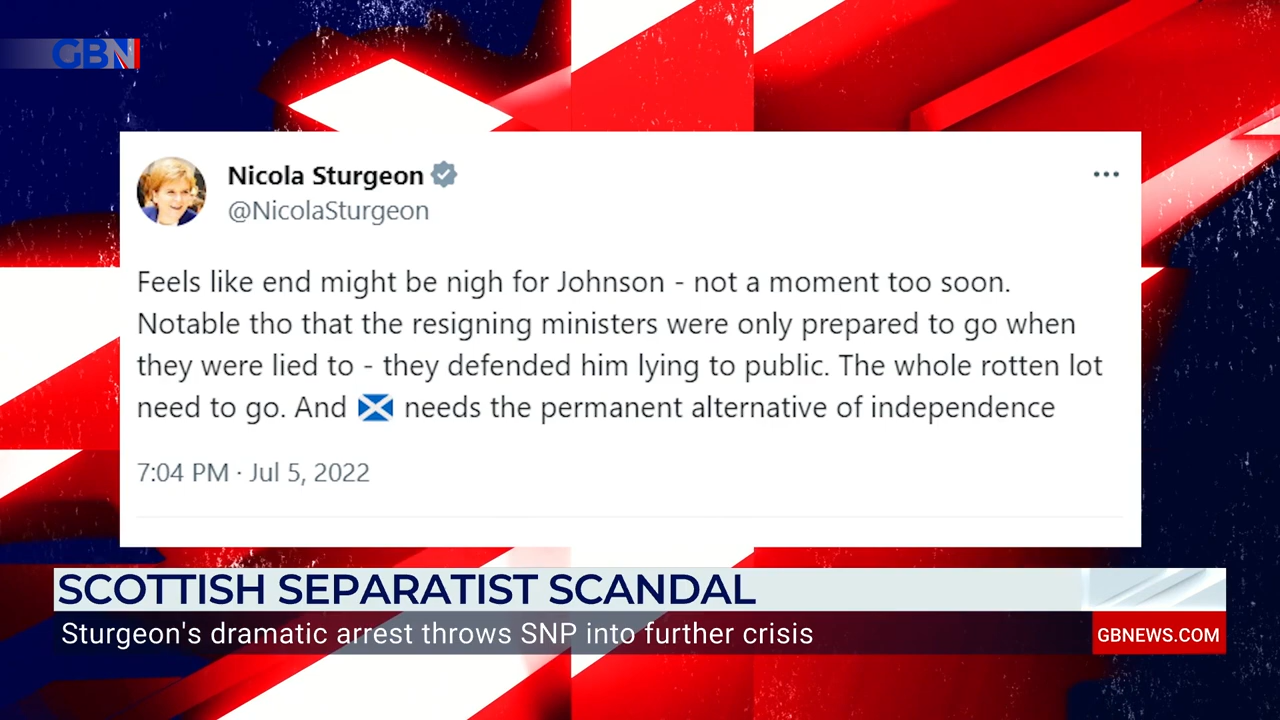 GBN
Nicola Sturgeon
@NicolaSturgeon
Feels like end might be nigh for Johnson - not a moment too soon.
Notable tho that the resigning ministers were only prepared to go when
they were lied to - they defended him lying to public. The whole rotten lot
need to go. And 🏴󠁧󠁢󠁳󠁣󠁴󠁿 needs the permanent alternative of independence
7:04 PM · Jul 5, 2022
SCOTTISH SEPARATIST SCANDAL
Sturgeon's dramatic arrest throws SNP into further crisis
GBNEWS.COM